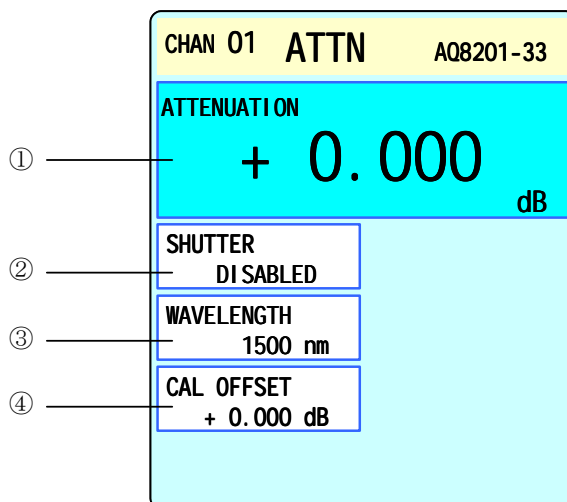 CHAN 01 ATTN AQ8201-33
ATTENUATION
① + 0.000
dB
SHUTTER
② DISABLED
WAVELENGTH
③ 1500 nm
CAL OFFSET
④ + 0.000 dB